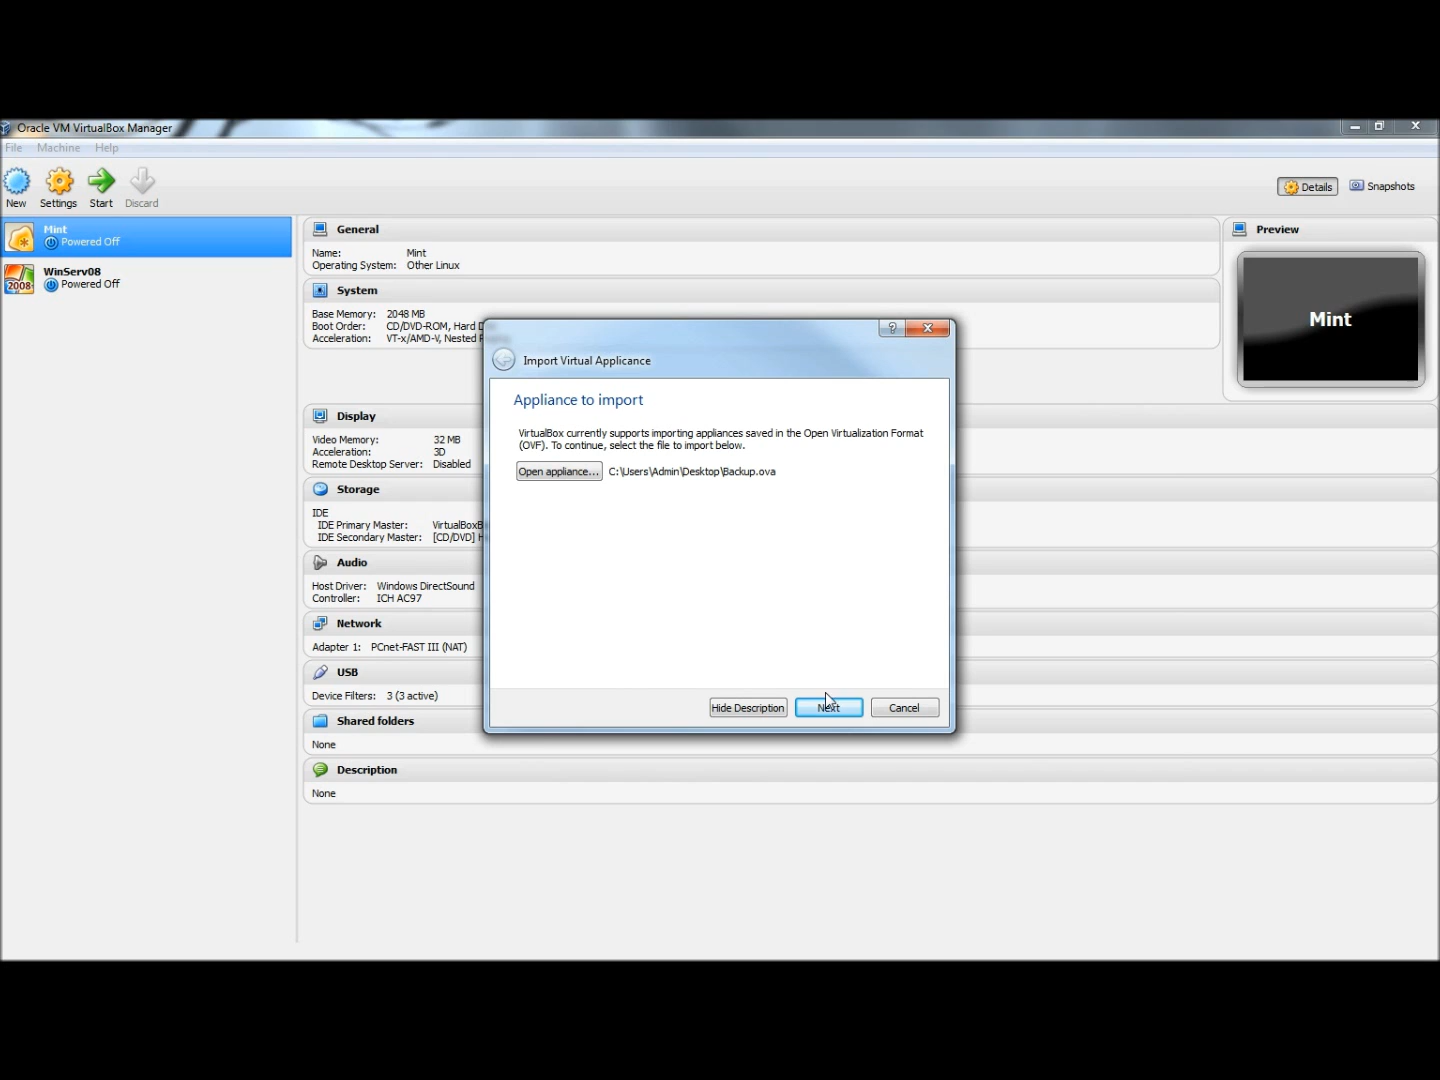 Oracle VM VirtualBox Manager
File Machine Help
New Settings Start Discard
Details Snapshots
Mint
Powered Off
2008
WinServ08
Powered Off
General
Name: Mint
Operating System: Other Linux
System
Base Memory: 2048 MB
Boot Order: CD/DVD-ROM, Hard D
Acceleration: VT-x/AMD-V, Nested P
Preview
Mint
Display
Video Memory: 32 MB
Acceleration: 3D
Remote Desktop Server: Disabled
Storage
IDE
IDE Primary Master: VirtualBoxB
IDE Secondary Master: [CD/DVD] H
Audio
Host Driver: Windows DirectSound
Controller: ICH AC97
Network
Adapter 1: PCnet-FAST III (NAT)
USB
Device Filters: 3 (3 active)
Shared folders
None
Description
None
?
Import Virtual Applicance
Appliance to import
VirtualBox currently supports importing appliances saved in the Open Virtualization Format
(OVF). To continue, select the file to import below.
Open appliance... C:\Users\Admin\Desktop\Backup.ova
Hide Description Next Cancel